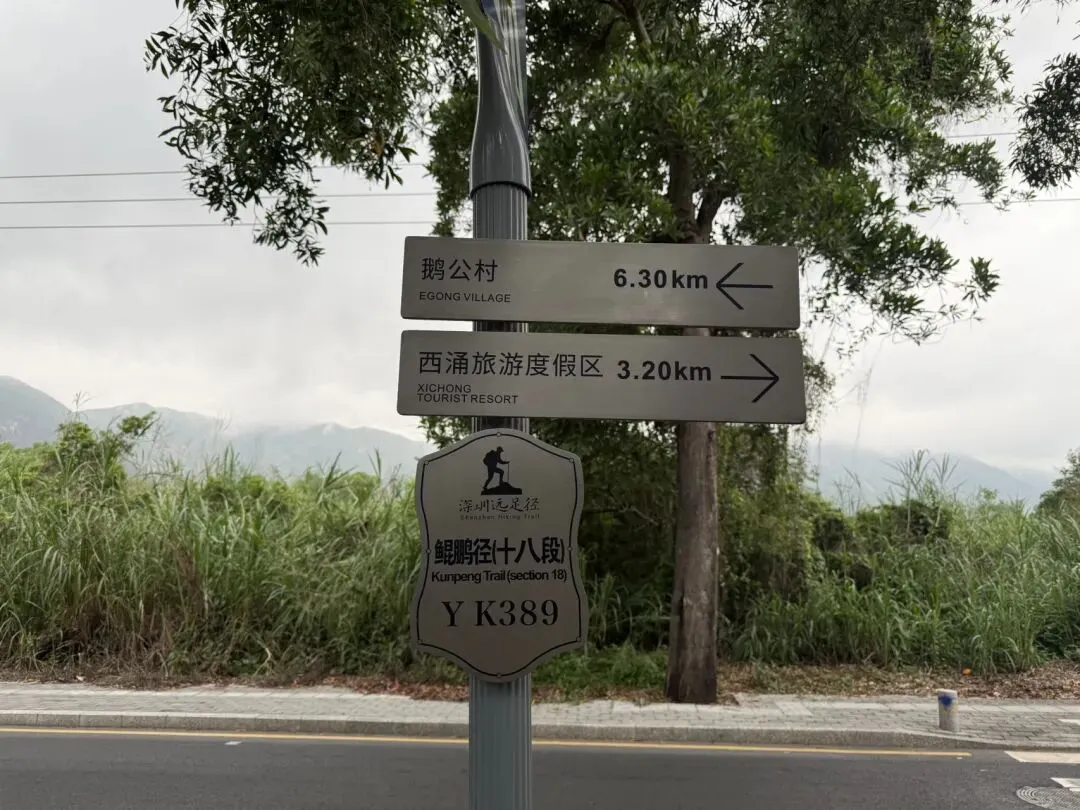 鹅公村 6.30km
EGONG VILLAGE
西涌旅游度假区 3.20km
XICHONG
TOURIST RESORT
深圳远足径
Shenzhen Hiking Trail
鲲鹏径(十八段)
Kunpeng Trail(section 18)
Y K389